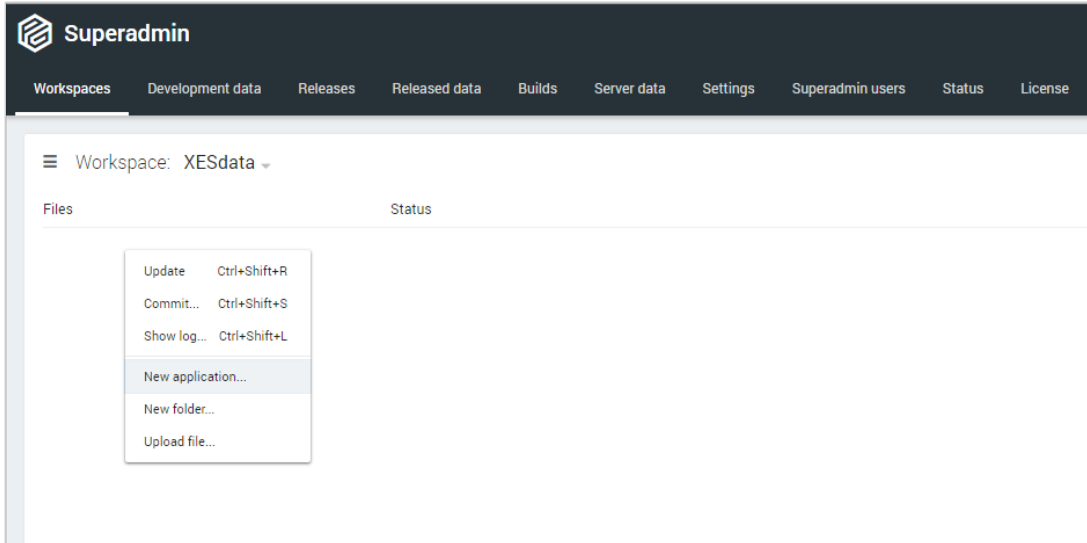 Superadmin
Workspaces Development data Releases Released data Builds Server data Settings Superadmin users Status License
Workspace: XESdata
Files Status
Update Ctrl+Shift+R
Commit... Ctrl+Shift+S
Show log... Ctrl+Shift+L
New application...
New folder...
Upload file...